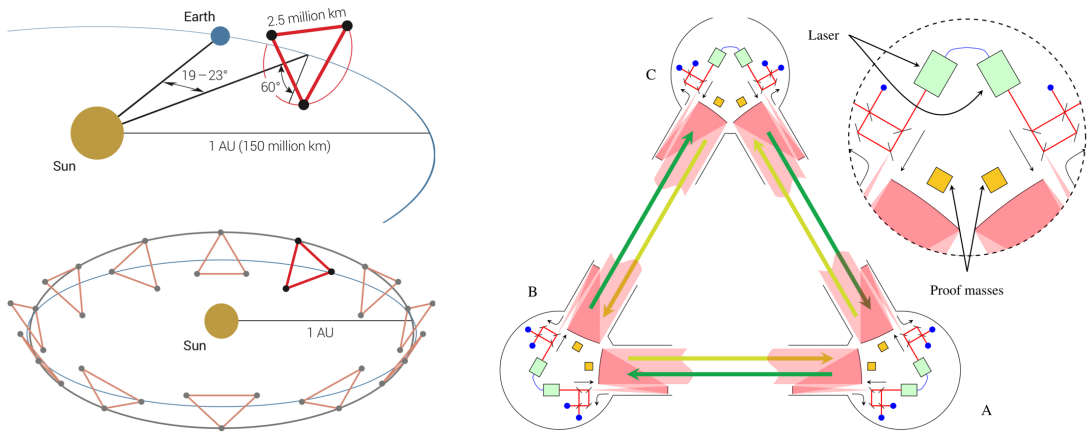 Earth
2.5 million km
19 – 23°
60°
1 AU (150 million km)
Sun
1 AU
Sun
C
B
A
Laser
Proof masses